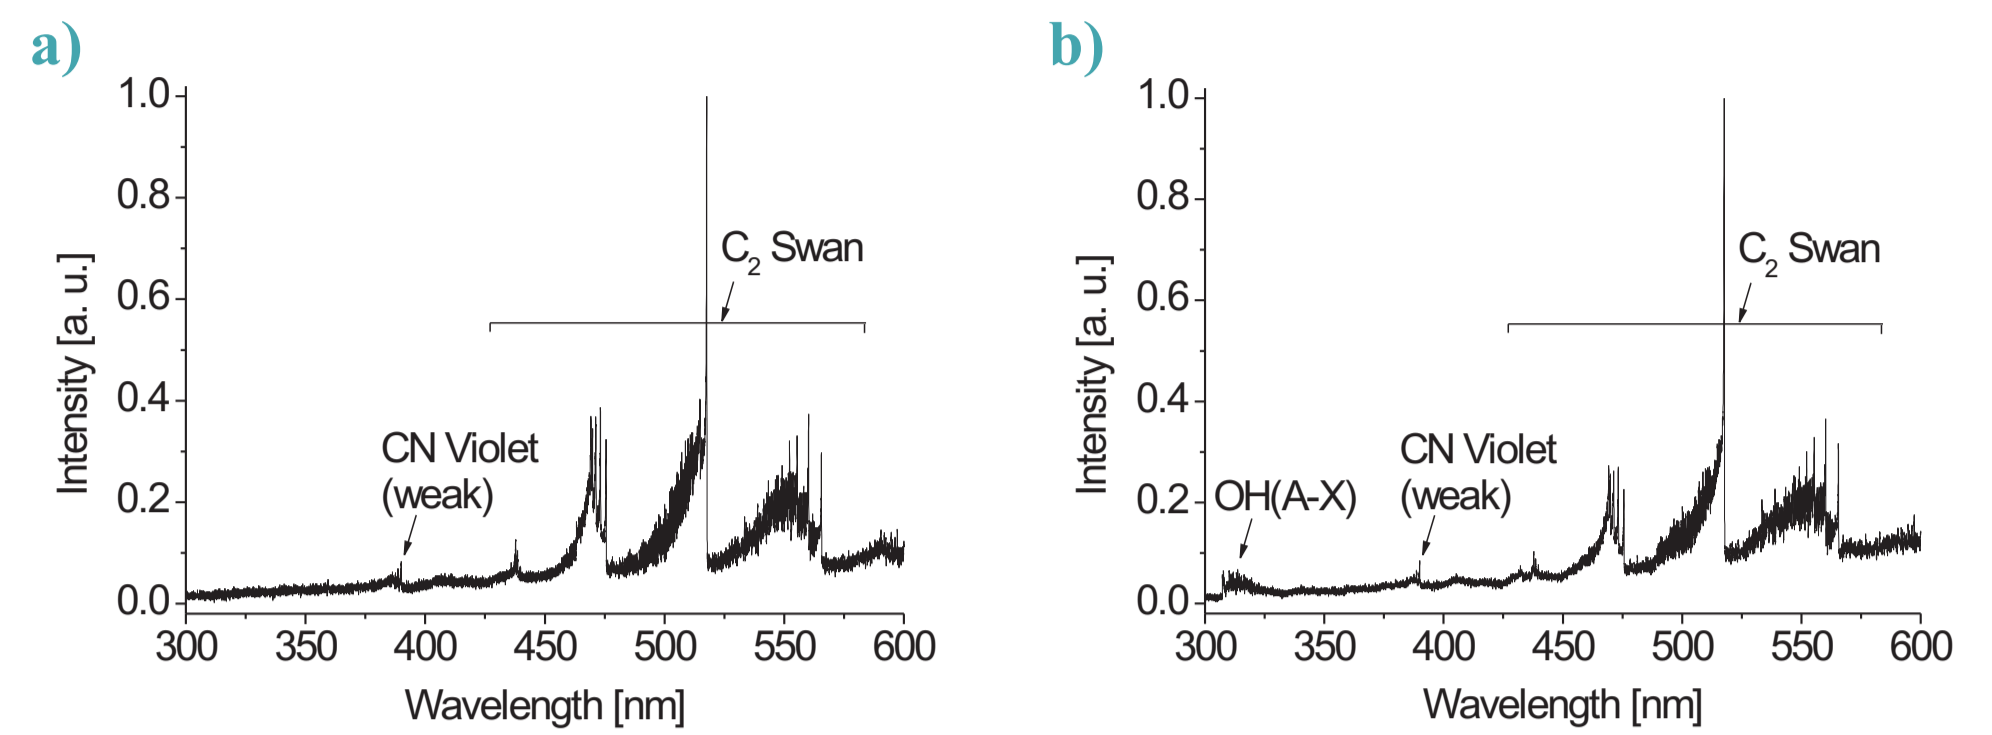 a)
1.0
0.8
0.6
0.4
0.2
0.0
Intensity [a. u.]
C₂ Swan
CN Violet
(weak)
300 350 400 450 500 550 600
Wavelength [nm]
b)
1.0
0.8
0.6
0.4
0.2
0.0
Intensity [a. u.]
C₂ Swan
CN Violet
(weak)
OH(A-X)
300 350 400 450 500 550 600
Wavelength [nm]